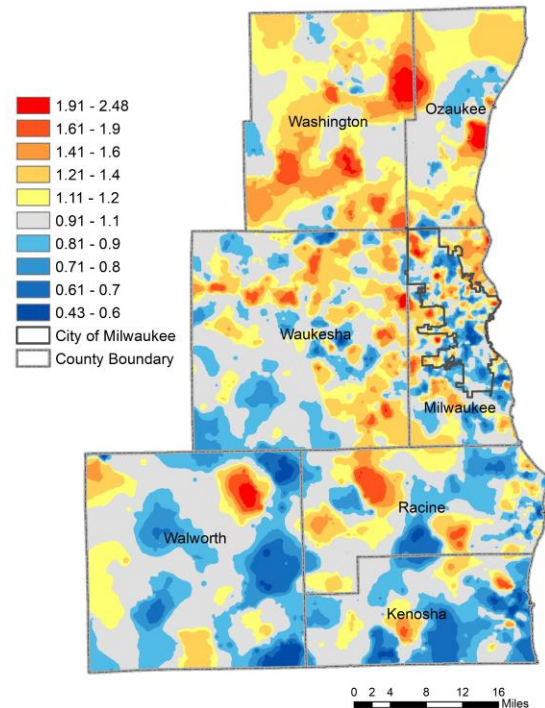 1.91 - 2.48
1.61 - 1.9
1.41 - 1.6
1.21 - 1.4
1.11 - 1.2
0.91 - 1.1
0.81 - 0.9
0.71 - 0.8
0.61 - 0.7
0.43 - 0.6
City of Milwaukee
County Boundary
Washington
Ozaukee
Waukesha
Milwaukee
Walworth
Racine
Kenosha
0 2 4 8 12 16
Miles